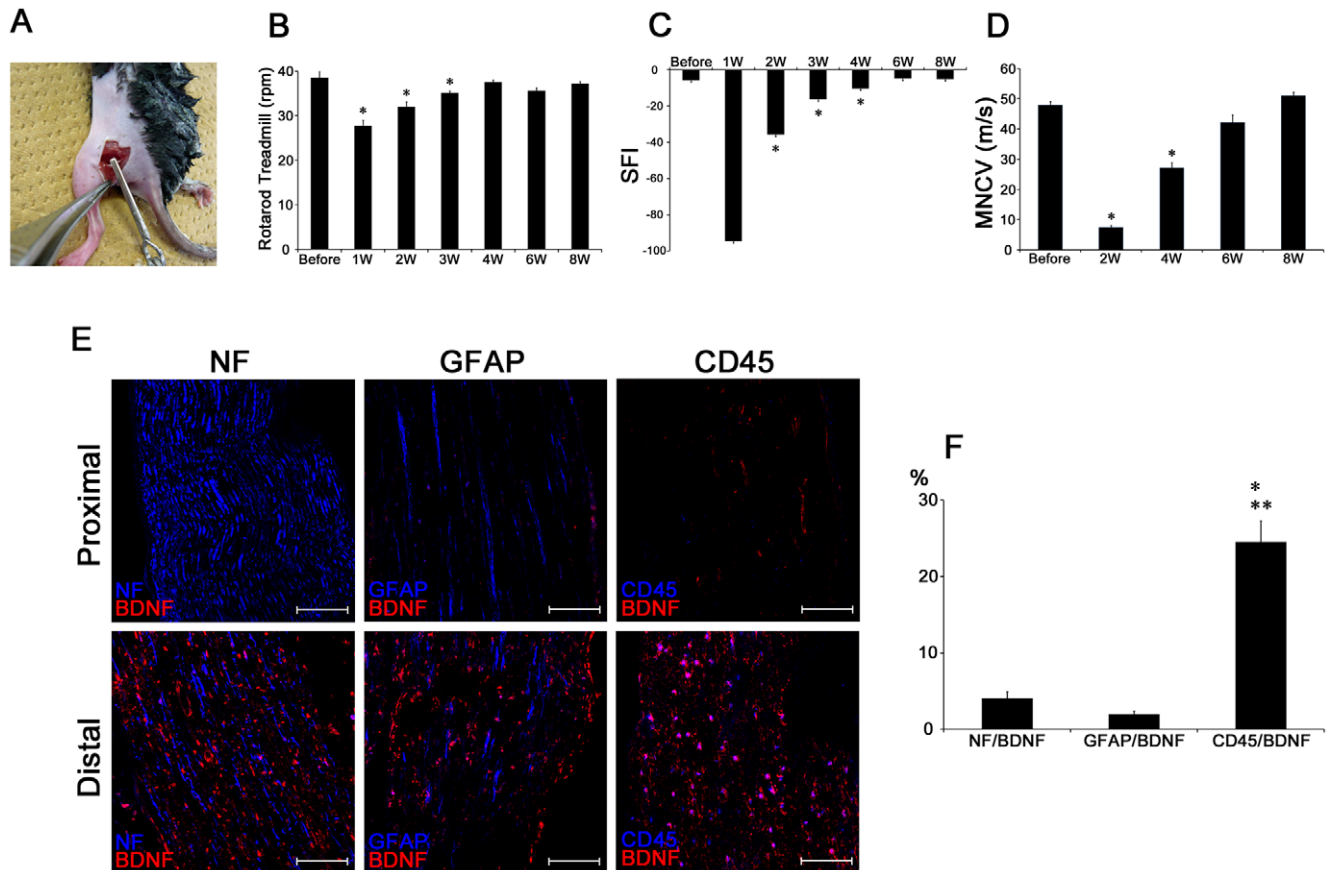 A
B
Rotarod Treadmill (rpm)
40
30
20
10
0
*
*
*
Before 1W 2W 3W 4W 6W 8W
C
Before 1W 2W 3W 4W 6W 8W
SFI
0
-20
-40
-60
-80
-100
*
*
*
D
MNCV (m/s)
60
50
40
30
20
10
0
*
*
Before 2W 4W 6W 8W
E
NF GFAP CD45
Proximal
NF
BDNF
GFAP
BDNF
CD45
BDNF
Distal
NF
BDNF
GFAP
BDNF
CD45
BDNF
F
%
30
20
10
0
*
**
NF/BDNF GFAP/BDNF CD45/BDNF